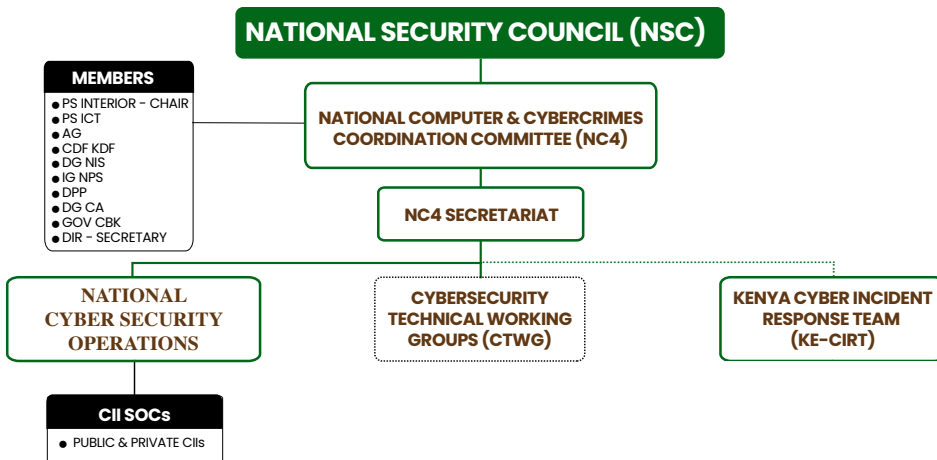 NATIONAL SECURITY COUNCIL (NSC)
MEMBERS
● PS INTERIOR - CHAIR
● PS ICT
● AG
● CDF KDF
● DG NIS
● IG NPS
● DPP
● DG CA
● GOV CBK
● DIR - SECRETARY
NATIONAL COMPUTER & CYBERCRIMES
COORDINATION COMMITTEE (NC4)
NC4 SECRETARIAT
NATIONAL
CYBER SECURITY
OPERATIONS
CYBERSECURITY
TECHNICAL WORKING
GROUPS (CTWG)
KENYA CYBER INCIDENT
RESPONSE TEAM
(KE-CIRT)
CII SOCs
● PUBLIC & PRIVATE CIIs